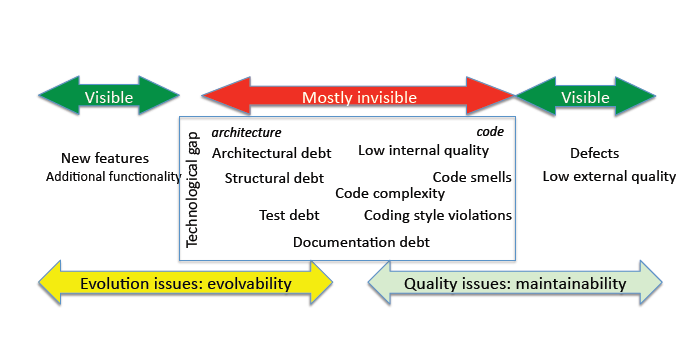 Visible
Mostly invisible
Visible
Technological gap
architecture
code
New features
Additional functionality
Architectural debt
Low internal quality
Structural debt
Code smells
Code complexity
Test debt
Coding style violations
Documentation debt
Defects
Low external quality
Evolution issues: evolvability
Quality issues: maintainability